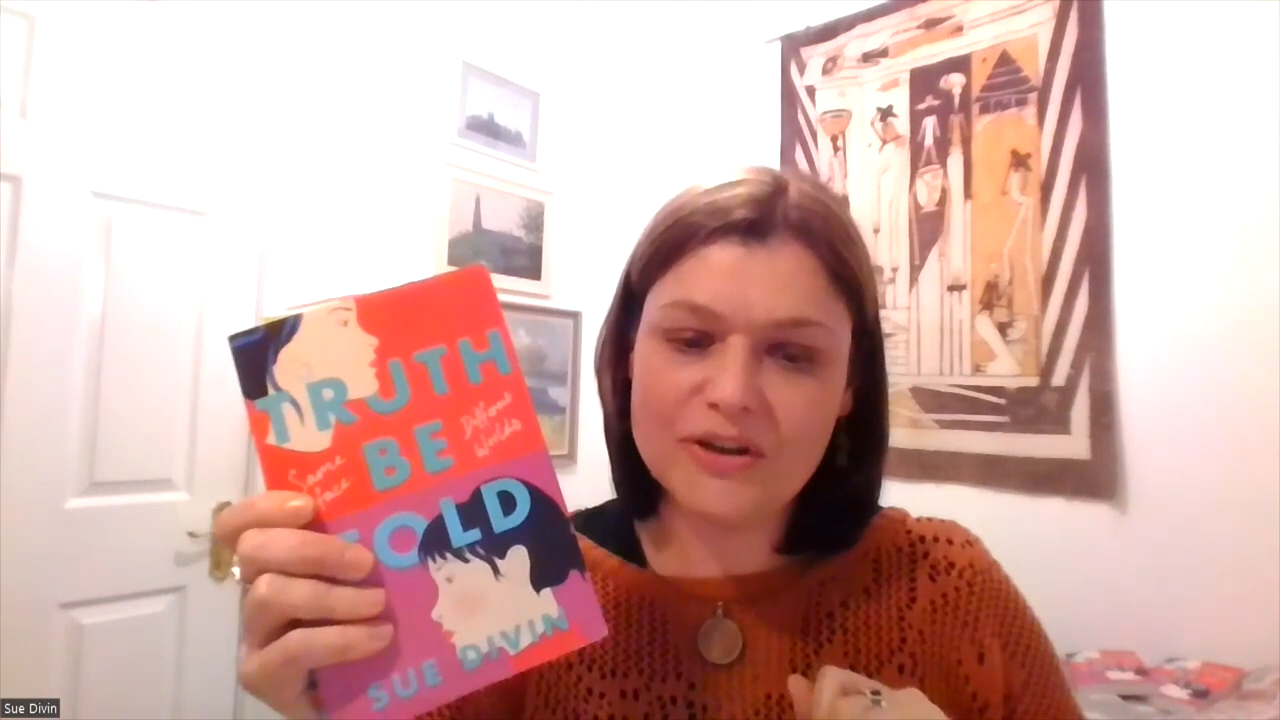 TRUTH
BE
TOLD
Same
face
Different
Worlds
SUE DIVIN
Sue Divin